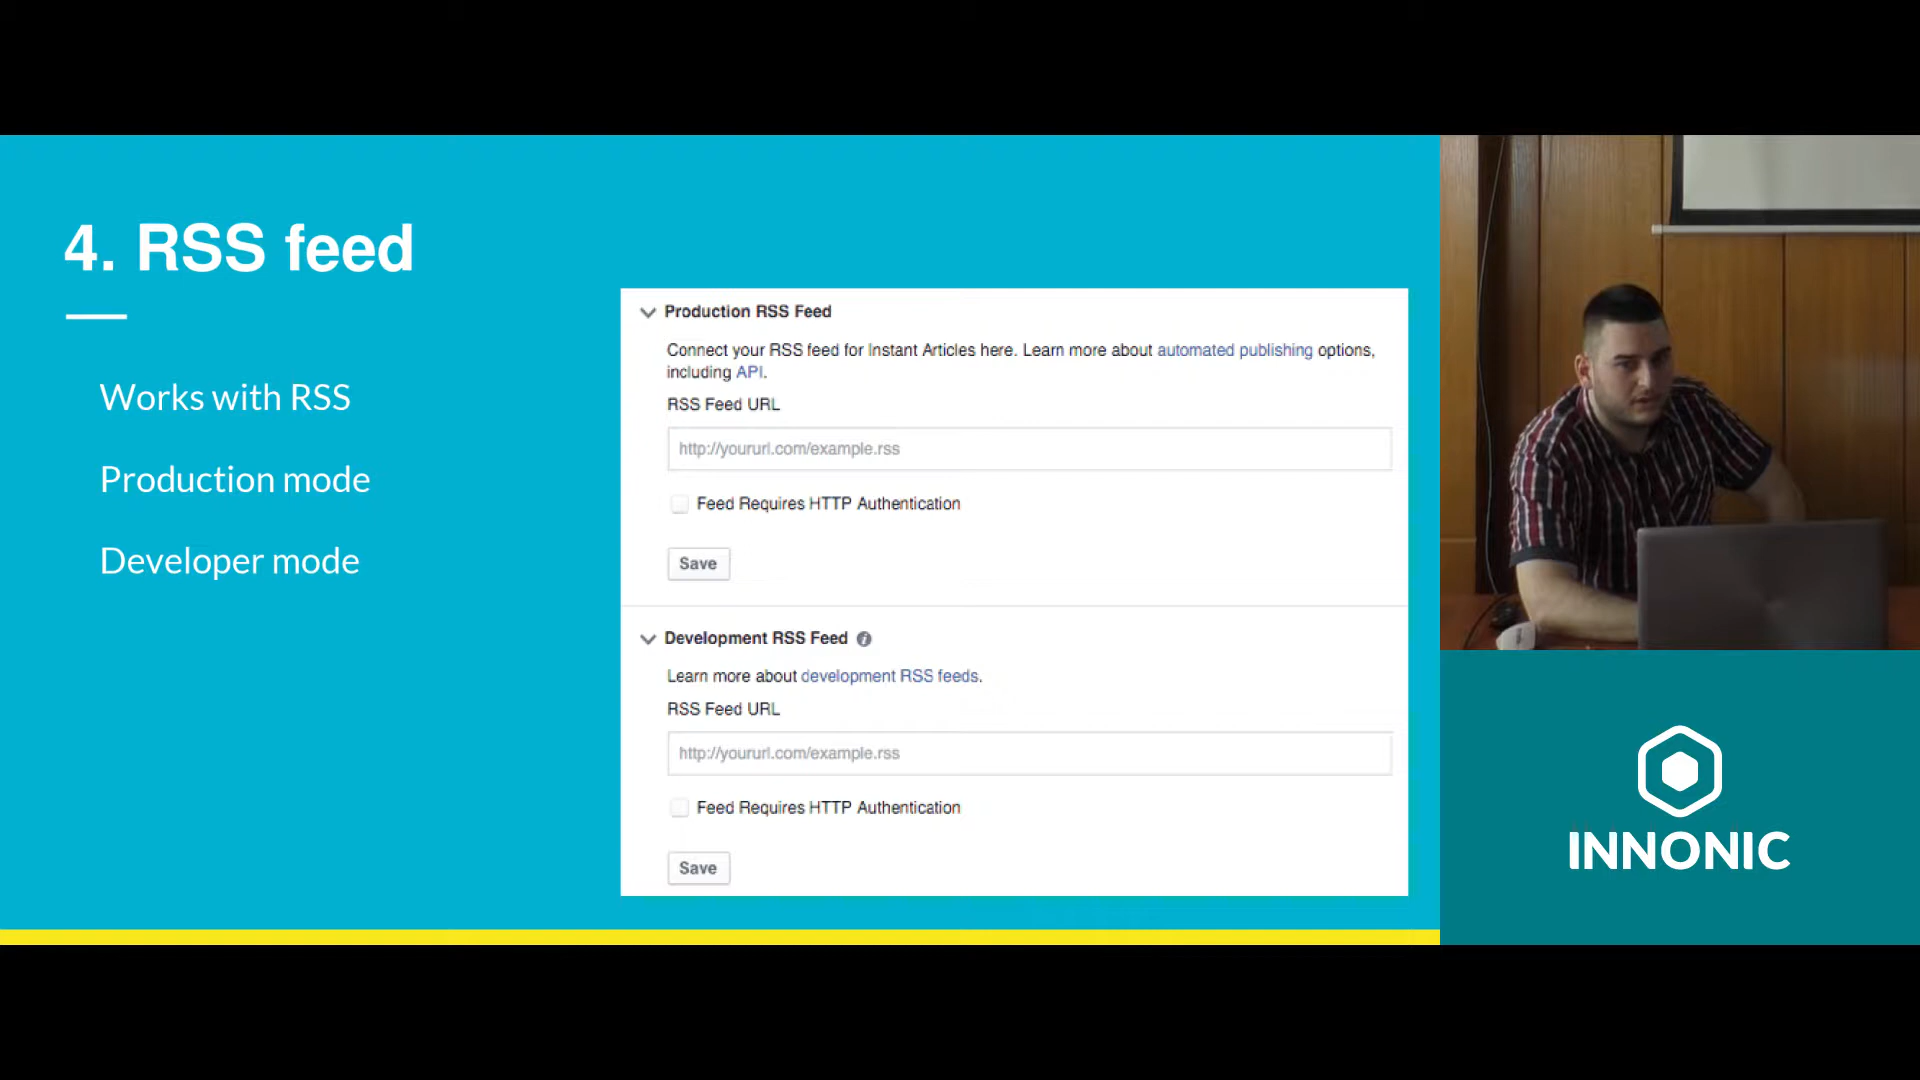 4. RSS feed
Works with RSS
Production mode
Developer mode
Production RSS Feed
Connect your RSS feed for Instant Articles here. Learn more about automated publishing options,
including API.
RSS Feed URL
http://yoururl.com/example.rss
Feed Requires HTTP Authentication
Save
Development RSS Feed
Learn more about development RSS feeds.
RSS Feed URL
http://yoururl.com/example.rss
Feed Requires HTTP Authentication
Save
INNONIC